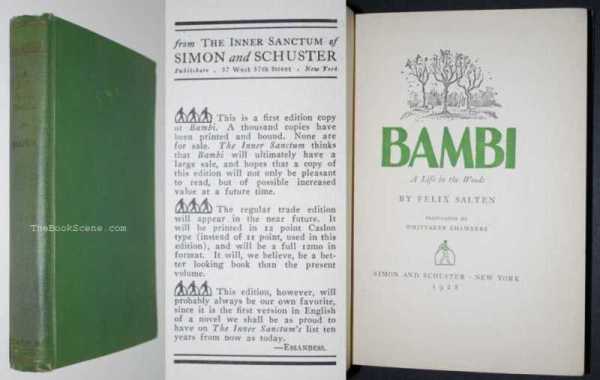 TheBookScene.com
from THE INNER SANCTUM of
SIMON and SCHUSTER
Publishers . 37 West 57th Street . New York
This is a first edition copy
of Bambi. A thousand copies have
been printed and bound. None are
for sale. The Inner Sanctum thinks
that Bambi will ultimately have a
large sale, and hopes that a copy of
this edition will not only be pleasant
to read, but of possible increased
value at a future time.
The regular trade edition
will appear in the near future. It
will be printed in 12 point Caslon
type (instead of 11 point, used in this
edition), and will be a full 12mo in
format. It will, we believe, be a bet-
ter looking book than the present
volume.
This edition, however, will
probably always be our own favorite,
since it is the first version in English
of a novel we shall be as proud to
have on The Inner Sanctum's list ten
years from now as today.
—ESSANDESS.
BAMBI
A Life in the Woods
BY FELIX SALTEN
TRANSLATED BY
WHITTAKER CHAMBERS
SIMON AND SCHUSTER · NEW YORK
1928